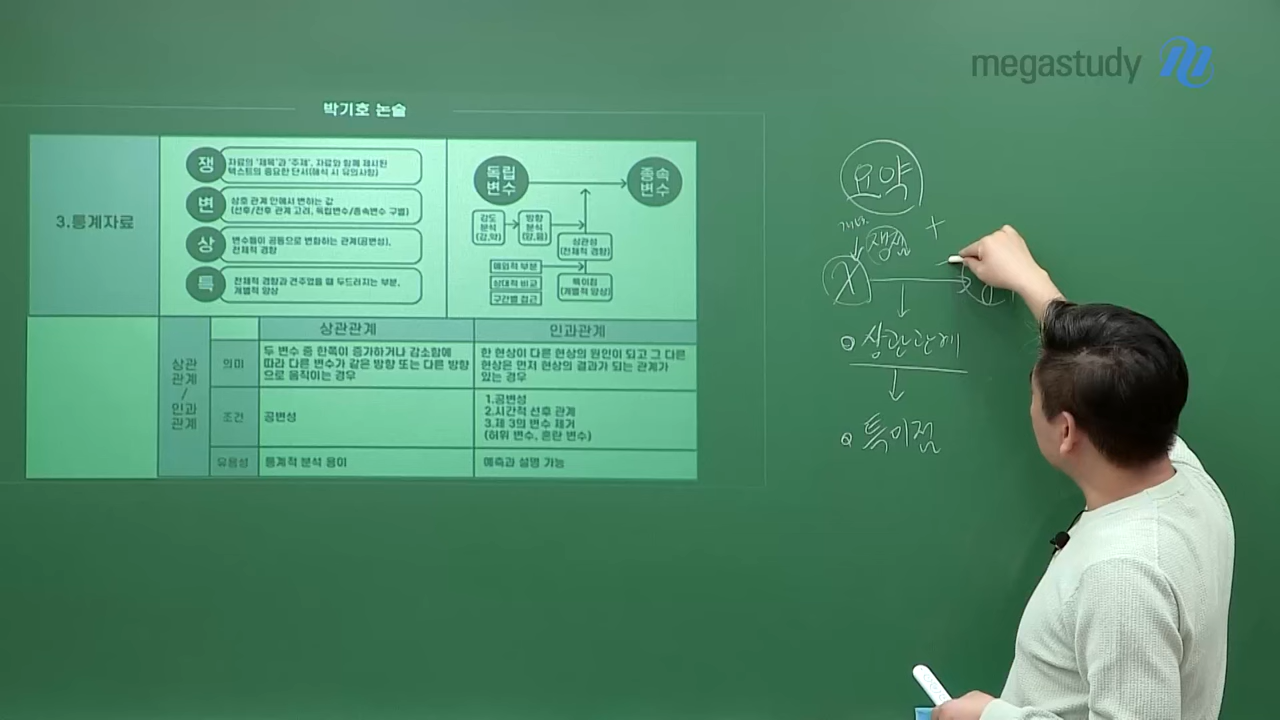 megastudy
박기호 논술
3.통계자료
쟁
자료의 '제목'과 '주제', 자료와 함께 제시된
텍스트의 중요한 단서(해석 시 유의사항)
변
상호 관계 안에서 변하는 값
(선후/전후 관계 고려, 독립변수/종속변수 구별)
상
변수들이 공통으로 변화하는 관계(공변성),
전체적 경향
특
전체적 경향과 견주었을 때 두드러지는 부분,
개별적 양상
독립
변수
종속
변수
강도
분석
(강,약)
방향
분석
(양,음)
상관성
(전체적 경향)
예외적 부분
상대적 비교
구간별 접근
특이점
(개별적 양상)
상관
관계
/
인과
관계
상관관계
인과관계
의미
두 변수 중 한쪽이 증가하거나 감소함에
따라 다른 변수가 같은 방향 또는 다른 방향
으로 움직이는 경우
한 현상이 다른 현상의 원인이 되고 그 다른
현상은 먼저 현상의 결과가 되는 관계가
있는 경우
조건
공변성
1.공변성
2.시간적 선후 관계
3.제 3의 변수 제거
(허위 변수, 혼란 변수)
유용성
통계적 분석 용이
예측과 설명 가능
요약
쟁점
+
X
상관관계
특이점